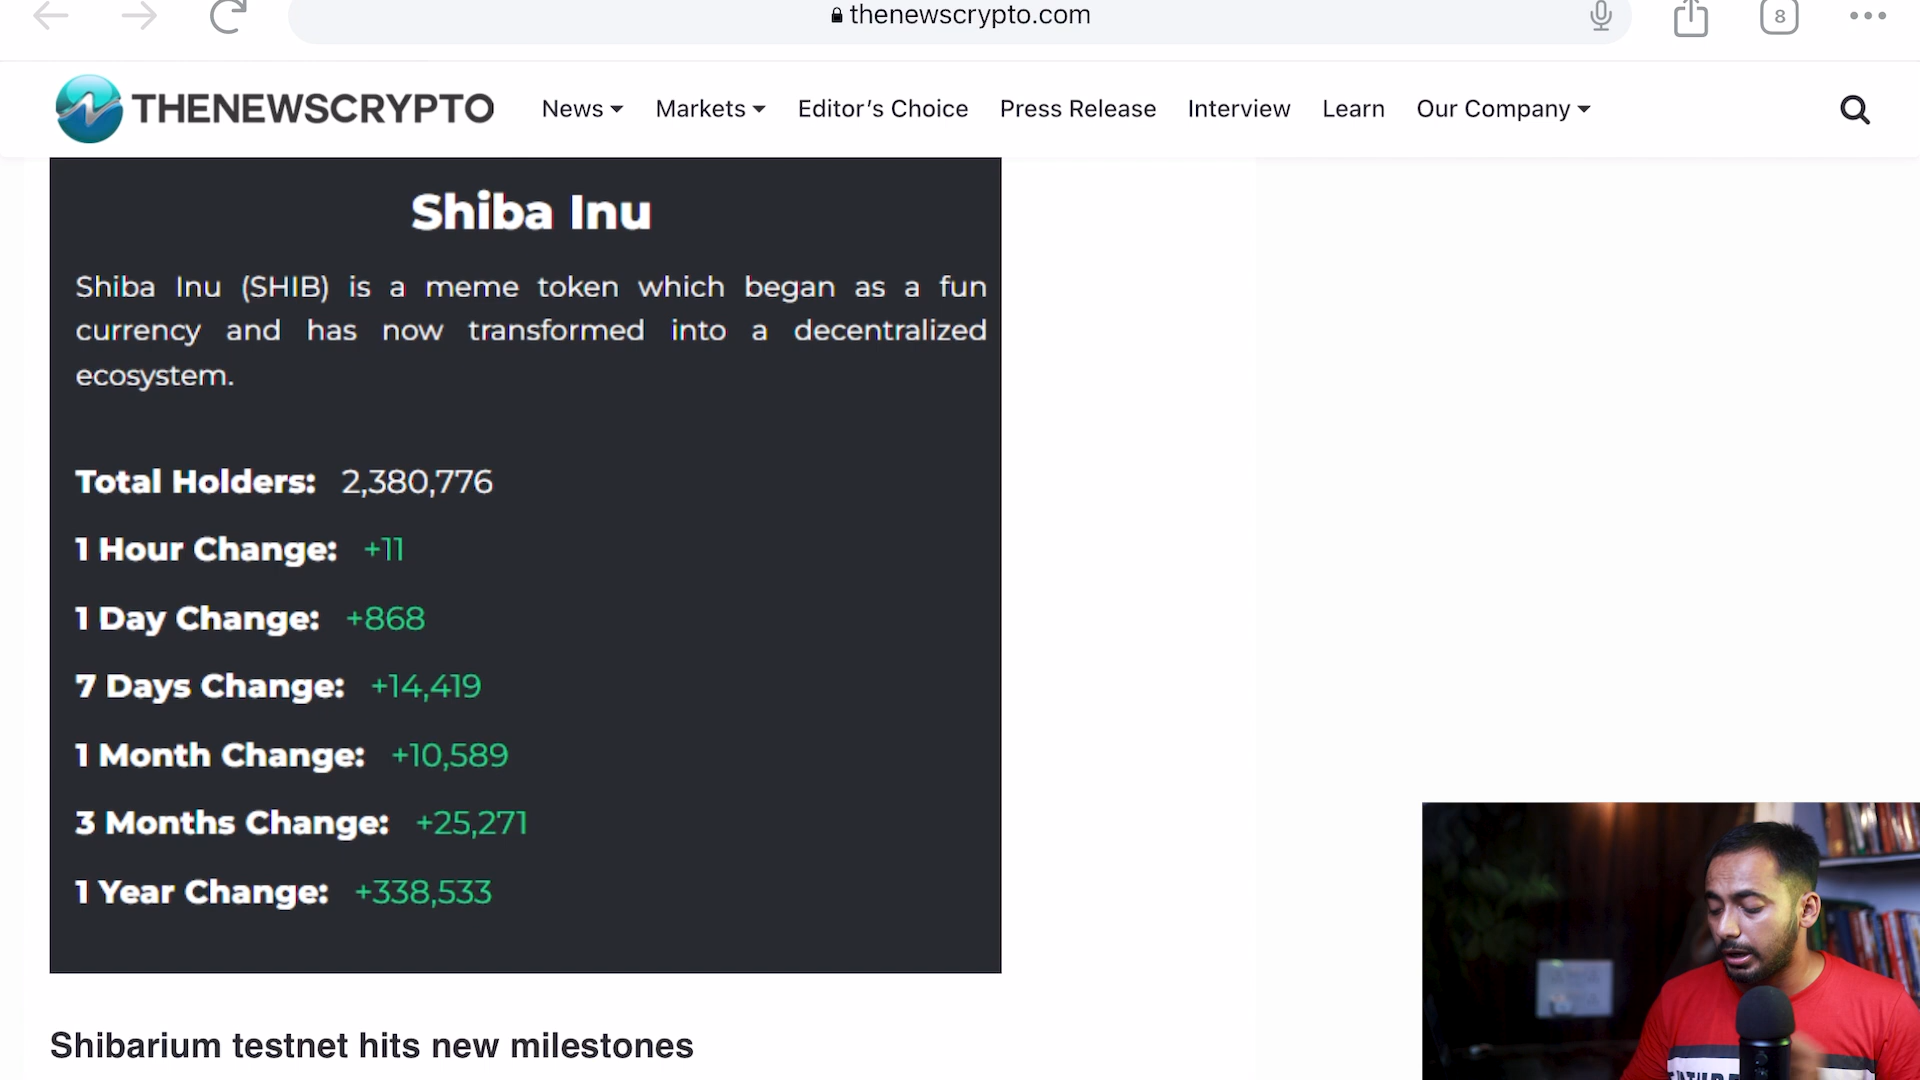 thenewscrypto.com
8
THENEWSCRYPTO
News
Markets
Editor’s Choice
Press Release
Interview
Learn
Our Company
Shiba Inu
Shiba Inu (SHIB) is a meme token which began as a fun
currency and has now transformed into a decentralized
ecosystem.
Total Holders: 2,380,776
1 Hour Change: +11
1 Day Change: +868
7 Days Change: +14,419
1 Month Change: +10,589
3 Months Change: +25,271
1 Year Change: +338,533
Shibarium testnet hits new milestones